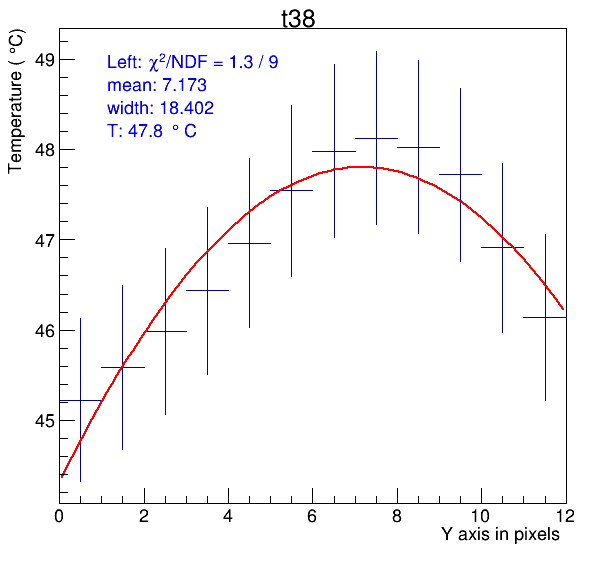 t38
Temperature ( °C)
Left: χ²/NDF = 1.3 / 9
mean: 7.173
width: 18.402
T: 47.8 ° C
49
48
47
46
45
0 2 4 6 8 10 12
Y axis in pixels